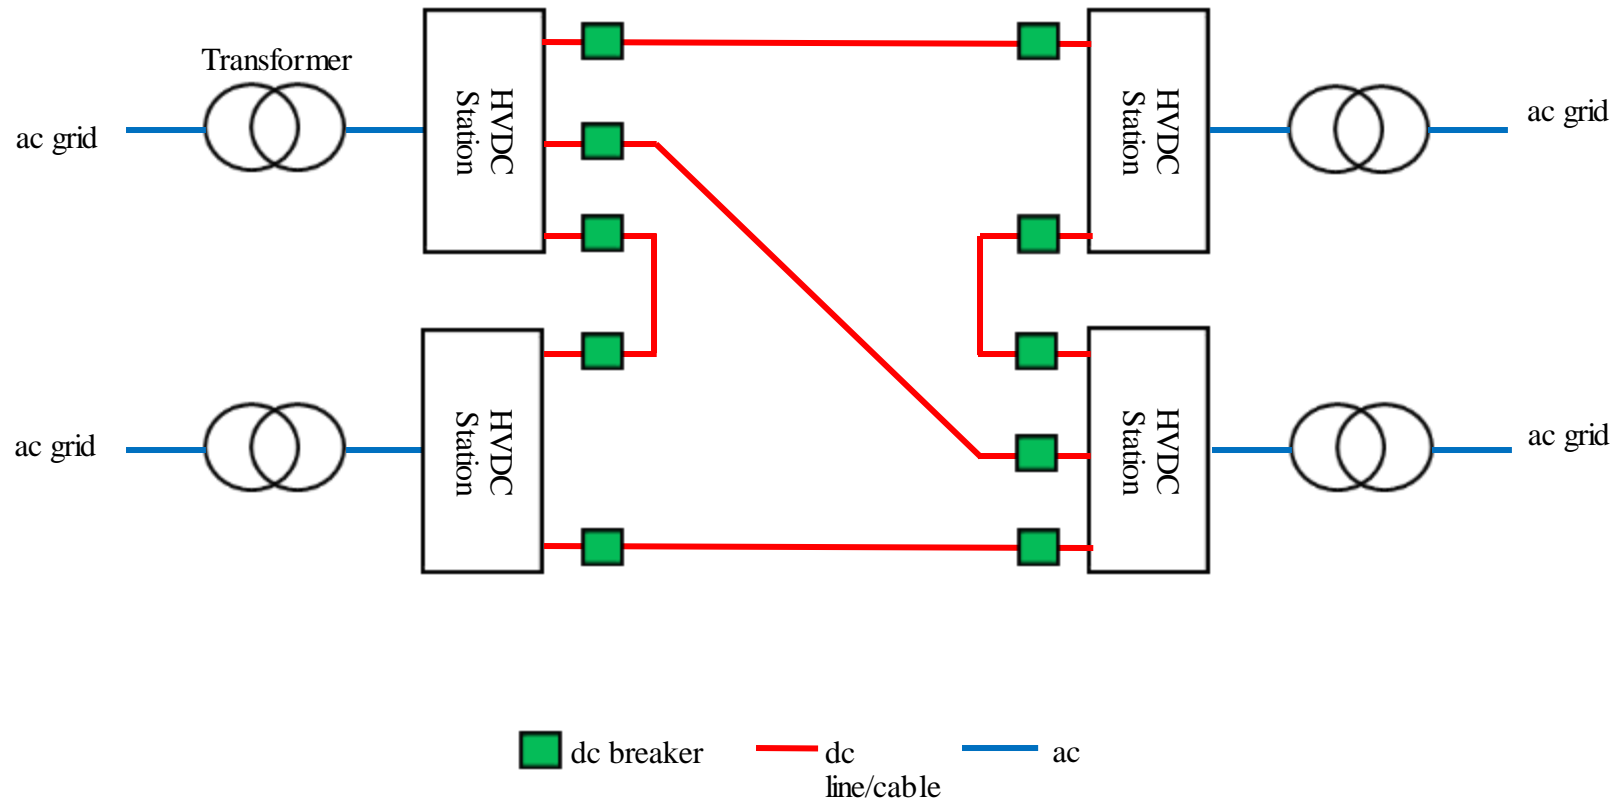 Transformer
ac grid
HVDC
Station
HVDC
Station
ac grid
ac grid
HVDC
Station
HVDC
Station
ac grid
dc breaker
dc
line/cable
ac